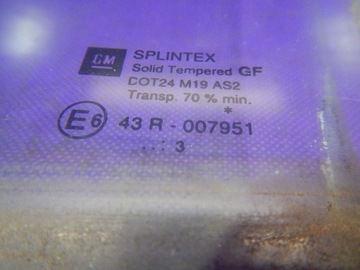 GM
SPLINTEX
Solid Tempered GF
DOT24 M19 AS2
Transp. 70 % min.
*
E6 43 R - 007951
..: 3